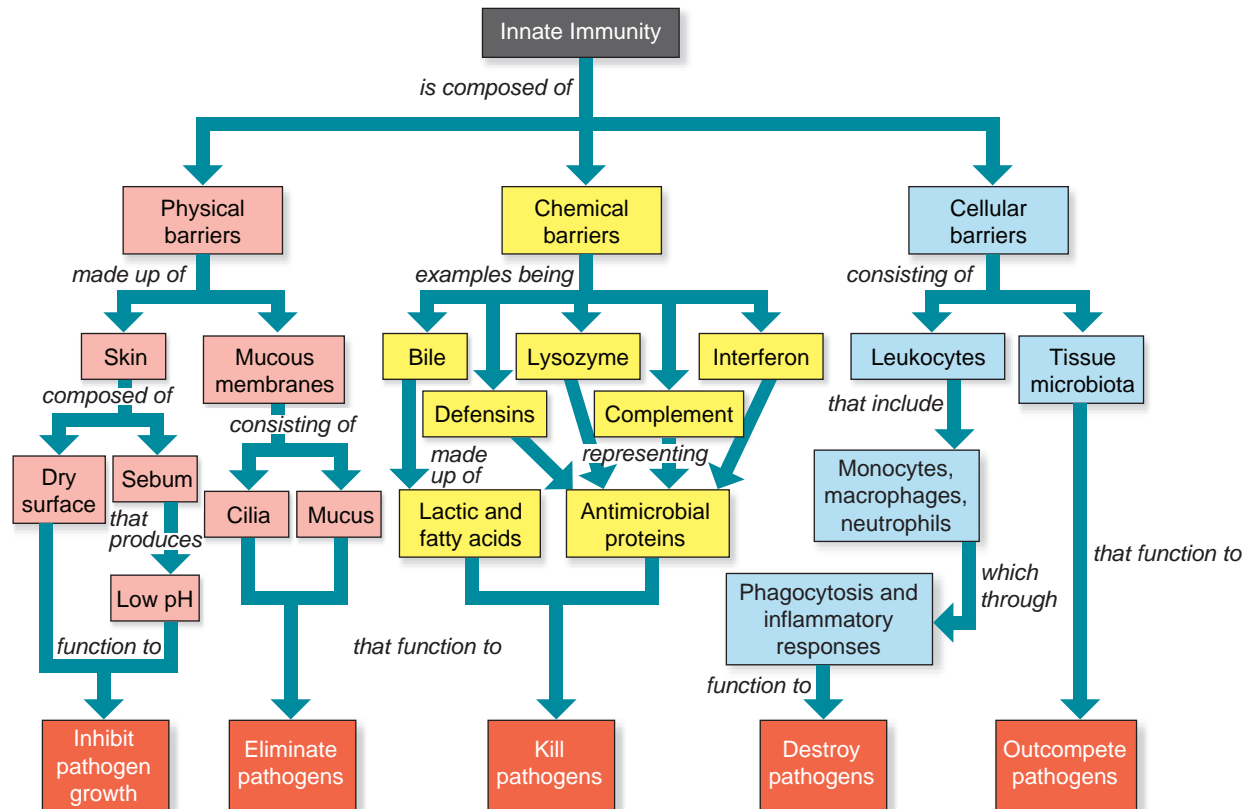 Innate Immunity
is composed of
Physical
barriers
Chemical
barriers
Cellular
barriers
made up of
examples being
consisting of
Skin
Mucous
membranes
Bile
Lysozyme
Interferon
Leukocytes
Tissue
microbiota
composed of
consisting of
Defensins
Complement
that include
made
up of
representing
Dry
surface
Sebum
Cilia
Mucus
Lactic and
fatty acids
Antimicrobial
proteins
Monocytes,
macrophages,
neutrophils
that
produces
Low pH
that function to
which
through
Phagocytosis and
inflammatory
responses
function to
that function to
function to
Inhibit
pathogen
growth
Eliminate
pathogens
Kill
pathogens
Destroy
pathogens
Outcompete
pathogens